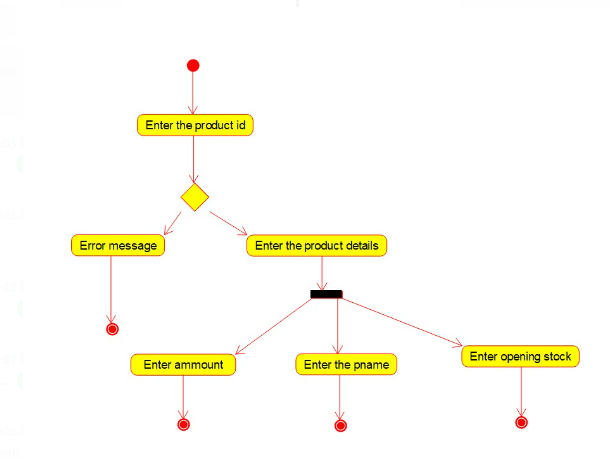 Enter the product id
Error message
Enter the product details
Enter ammount
Enter the pname
Enter opening stock